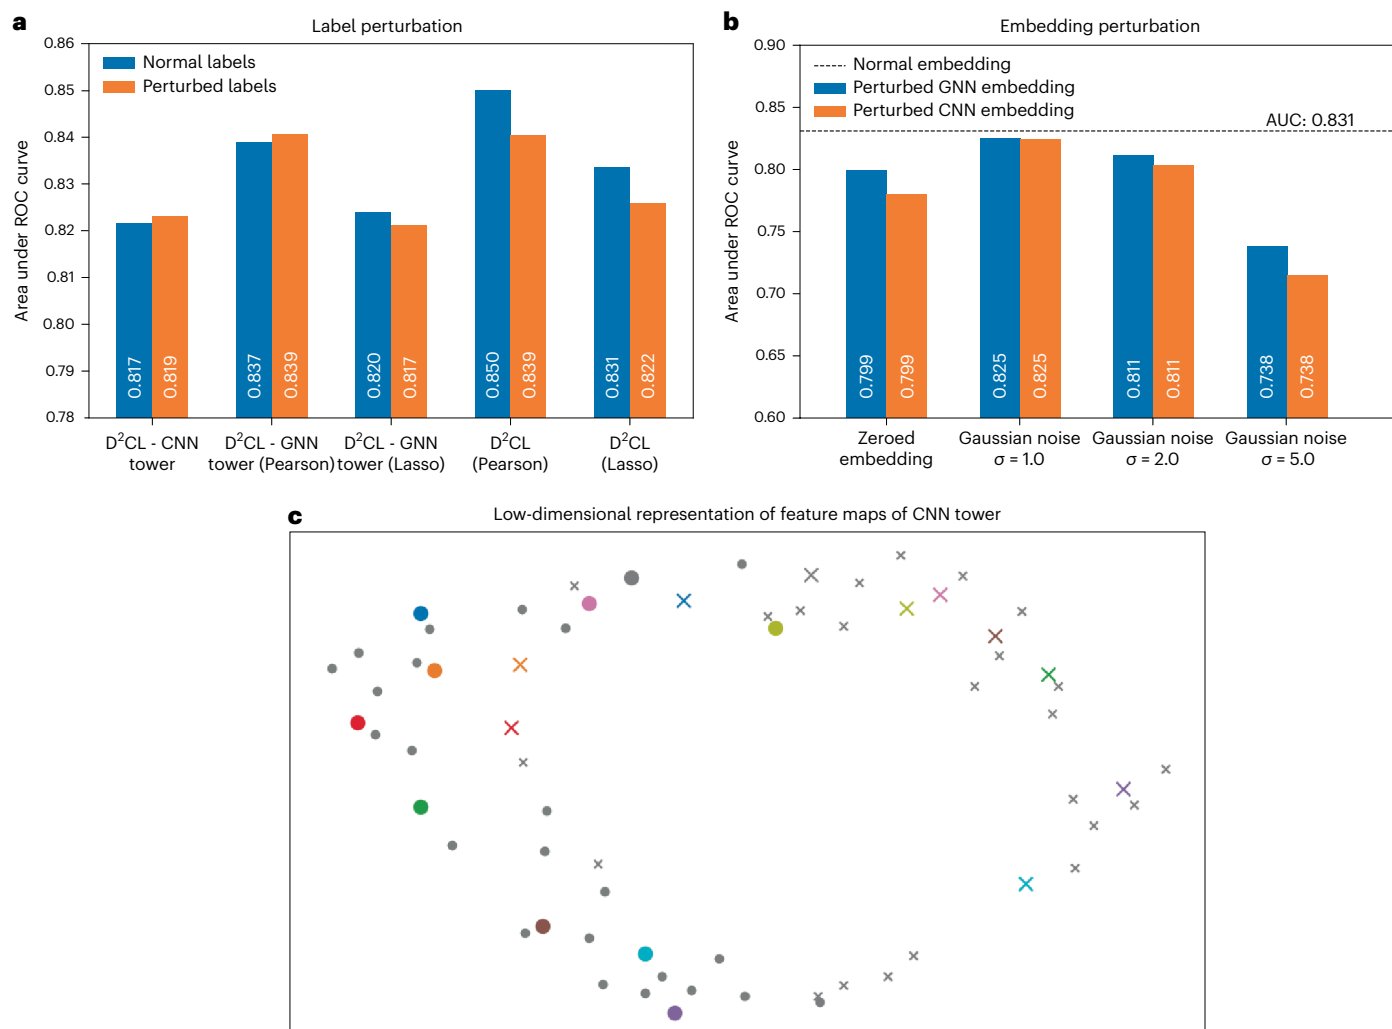 a
Label perturbation
0.86
0.85
0.84
0.83
0.82
0.81
0.80
0.79
0.78
Area under ROC curve
Normal labels
Perturbed labels
0.817
0.819
0.837
0.839
0.820
0.817
0.850
0.839
0.831
0.822
D²CL - CNN
tower
D²CL - GNN
tower (Pearson)
D²CL - GNN
tower (Lasso)
D²CL
(Pearson)
D²CL
(Lasso)
b
Embedding perturbation
0.90
0.85
0.80
0.75
0.70
0.65
0.60
Area under ROC curve
Normal embedding
Perturbed GNN embedding
Perturbed CNN embedding
AUC: 0.831
0.799
0.799
0.825
0.825
0.811
0.811
0.738
0.738
Zeroed
embedding
Gaussian noise
σ = 1.0
Gaussian noise
σ = 2.0
Gaussian noise
σ = 5.0
c
Low-dimensional representation of feature maps of CNN tower